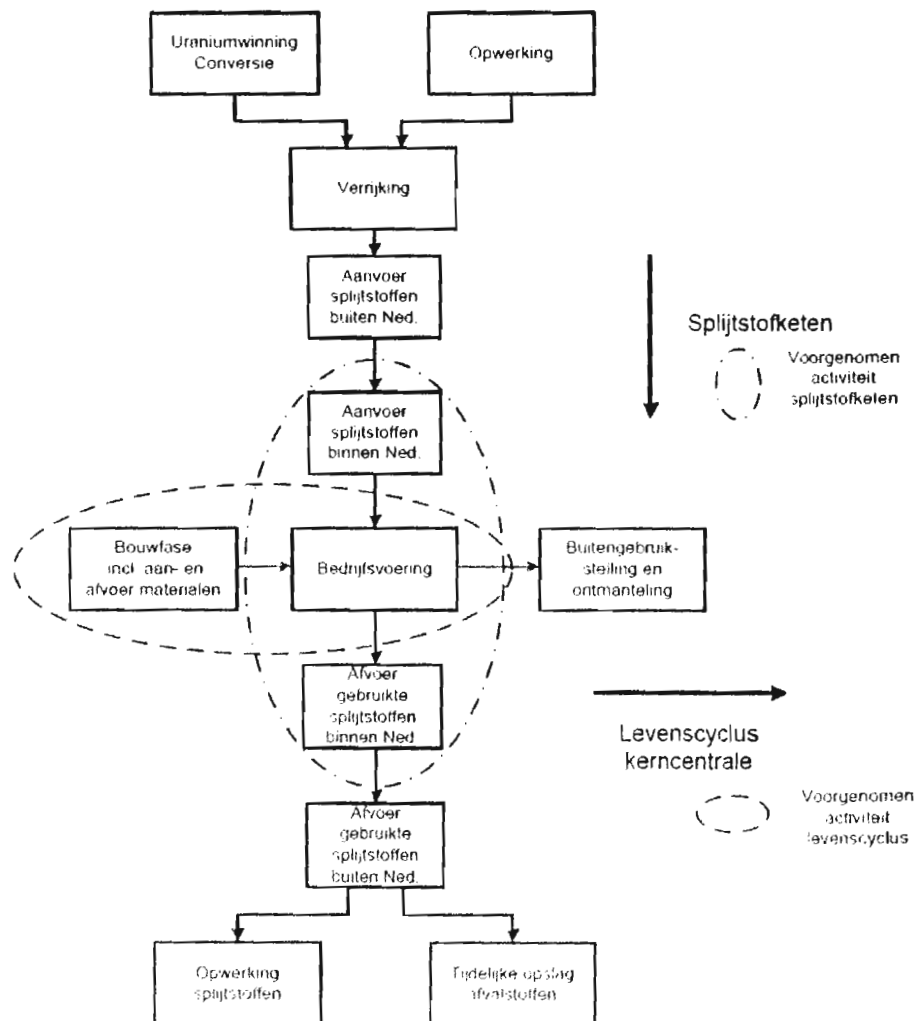 Uraniumwinning
Conversie
Opwerking
Verrijking
Aanvoer
splijtstoffen
buiten Ned.
Splijtstofketen
Voorgenomen
activiteit
splijtstofketen
Aanvoer
splijtstoffen
binnen Ned.
Bouwfase
incl. aan- en
afvoer materialen
Bedrijfsvoering
Buitengebruik-
stelling en
ontmanteling
Afvoer
gebruikte
splijtstoffen
binnen Ned
Levenscyclus
kerncentrale
Voorgenomen
activiteit
levenscyclus
Afvoer
gebruikte
splijtstoffen
buiten Ned.
Opwerking
splijtstoffen
Tijdelijke opslag
afvalstoffen